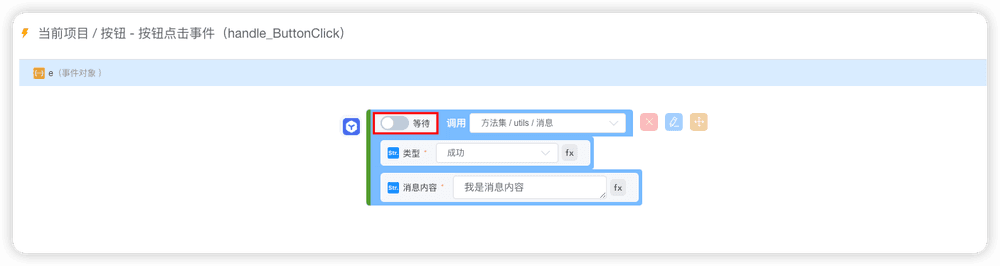 当前项目 / 按钮 - 按钮点击事件（handle_ButtonClick）
{··} e（事件对象 ）
等待 调用 方法集 / utils / 消息
Str. 类型 * 成功 fx
Str. 消息内容 * 我是消息内容 fx